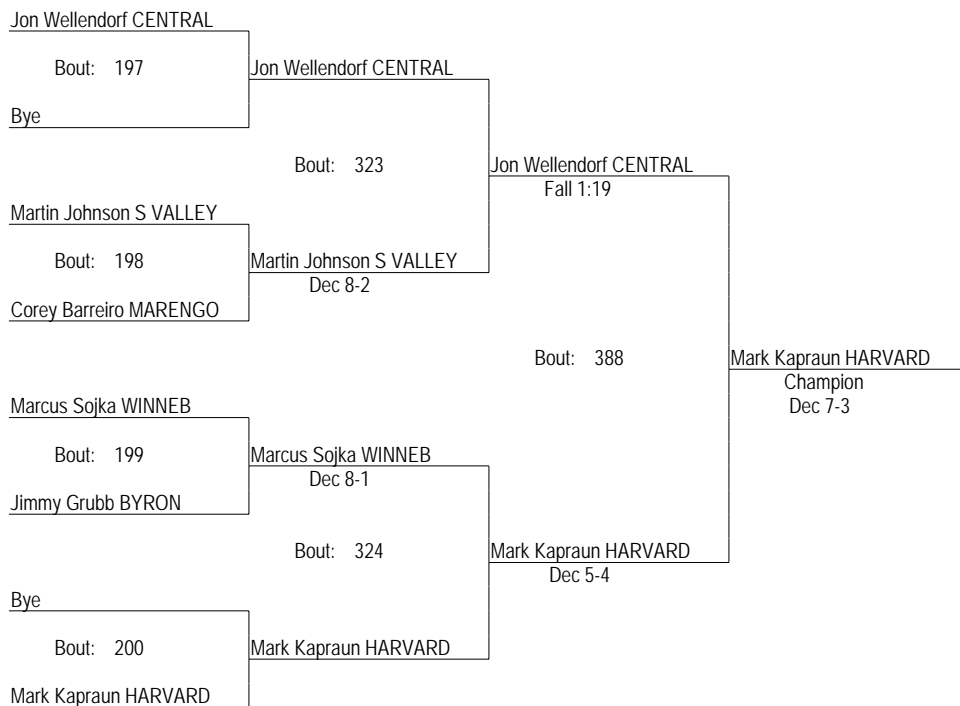 Jon Wellendorf CENTRAL
Bout: 197
Jon Wellendorf CENTRAL
Bye
Bout: 323
Jon Wellendorf CENTRAL
Fall 1:19
Martin Johnson S VALLEY
Bout: 198
Martin Johnson S VALLEY
Dec 8-2
Corey Barreiro MARENGO
Bout: 388
Mark Kapraun HARVARD
Champion
Dec 7-3
Marcus Sojka WINNEB
Bout: 199
Marcus Sojka WINNEB
Dec 8-1
Jimmy Grubb BYRON
Bout: 324
Mark Kapraun HARVARD
Dec 5-4
Bye
Bout: 200
Mark Kapraun HARVARD
Mark Kapraun HARVARD